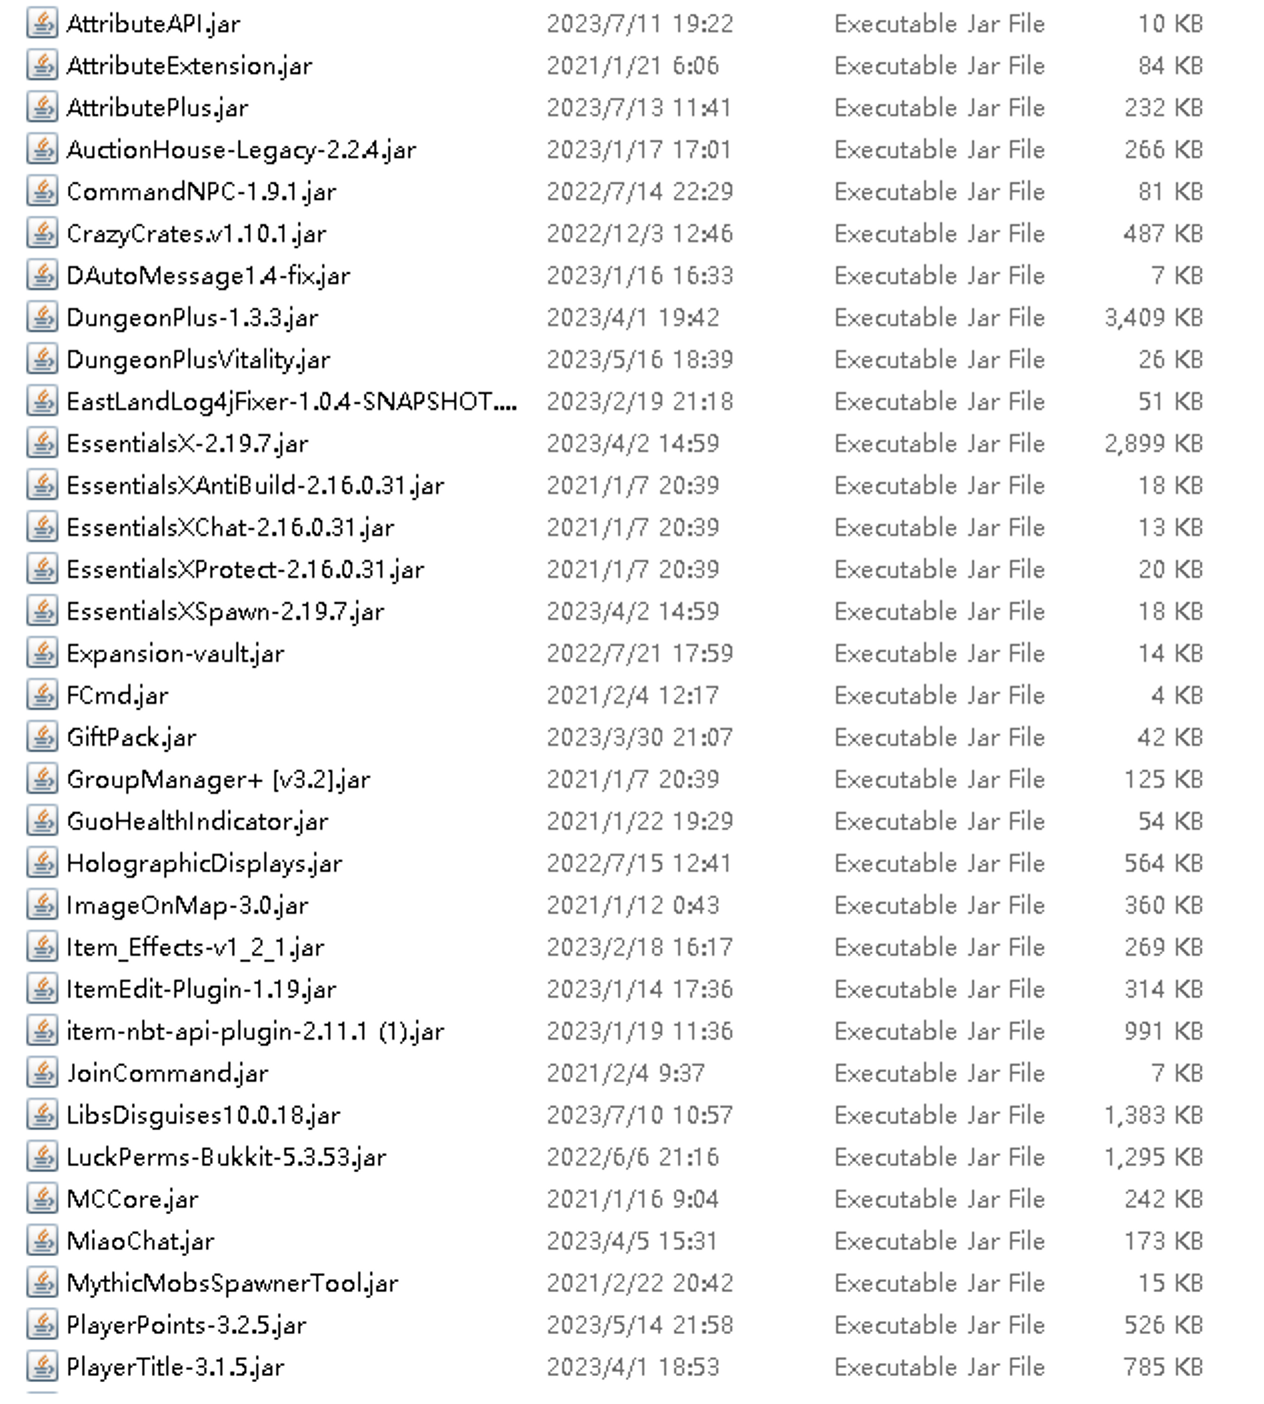 AttributeAPI.jar 2023/7/11 19:22 Executable Jar File 10 KB
AttributeExtension.jar 2021/1/21 6:06 Executable Jar File 84 KB
AttributePlus.jar 2023/7/13 11:41 Executable Jar File 232 KB
AuctionHouse-Legacy-2.2.4.jar 2023/1/17 17:01 Executable Jar File 266 KB
CommandNPC-1.9.1.jar 2022/7/14 22:29 Executable Jar File 81 KB
CrazyCrates.v1.10.1.jar 2022/12/3 12:46 Executable Jar File 487 KB
DAutoMessage1.4-fix.jar 2023/1/16 16:33 Executable Jar File 7 KB
DungeonPlus-1.3.3.jar 2023/4/1 19:42 Executable Jar File 3,409 KB
DungeonPlusVitality.jar 2023/5/16 18:39 Executable Jar File 26 KB
EastLandLog4jFixer-1.0.4-SNAPSHOT.... 2023/2/19 21:18 Executable Jar File 51 KB
EssentialsX-2.19.7.jar 2023/4/2 14:59 Executable Jar File 2,899 KB
EssentialsXAntiBuild-2.16.0.31.jar 2021/1/7 20:39 Executable Jar File 18 KB
EssentialsXChat-2.16.0.31.jar 2021/1/7 20:39 Executable Jar File 13 KB
EssentialsXProtect-2.16.0.31.jar 2021/1/7 20:39 Executable Jar File 20 KB
EssentialsXSpawn-2.19.7.jar 2023/4/2 14:59 Executable Jar File 18 KB
Expansion-vault.jar 2022/7/21 17:59 Executable Jar File 14 KB
FCmd.jar 2021/2/4 12:17 Executable Jar File 4 KB
GiftPack.jar 2023/3/30 21:07 Executable Jar File 42 KB
GroupManager+ [v3.2].jar 2021/1/7 20:39 Executable Jar File 125 KB
GuoHealthIndicator.jar 2021/1/22 19:29 Executable Jar File 54 KB
HolographicDisplays.jar 2022/7/15 12:41 Executable Jar File 564 KB
ImageOnMap-3.0.jar 2021/1/12 0:43 Executable Jar File 360 KB
Item_Effects-v1_2_1.jar 2023/2/18 16:17 Executable Jar File 269 KB
ItemEdit-Plugin-1.19.jar 2023/1/14 17:36 Executable Jar File 314 KB
item-nbt-api-plugin-2.11.1 (1).jar 2023/1/19 11:36 Executable Jar File 991 KB
JoinCommand.jar 2021/2/4 9:37 Executable Jar File 7 KB
LibsDisguises10.0.18.jar 2023/7/10 10:57 Executable Jar File 1,383 KB
LuckPerms-Bukkit-5.3.53.jar 2022/6/6 21:16 Executable Jar File 1,295 KB
MCCore.jar 2021/1/16 9:04 Executable Jar File 242 KB
MiaoChat.jar 2023/4/5 15:31 Executable Jar File 173 KB
MythicMobsSpawnerTool.jar 2021/2/22 20:42 Executable Jar File 15 KB
PlayerPoints-3.2.5.jar 2023/5/14 21:58 Executable Jar File 526 KB
PlayerTitle-3.1.5.jar 2023/4/1 18:53 Executable Jar File 785 KB